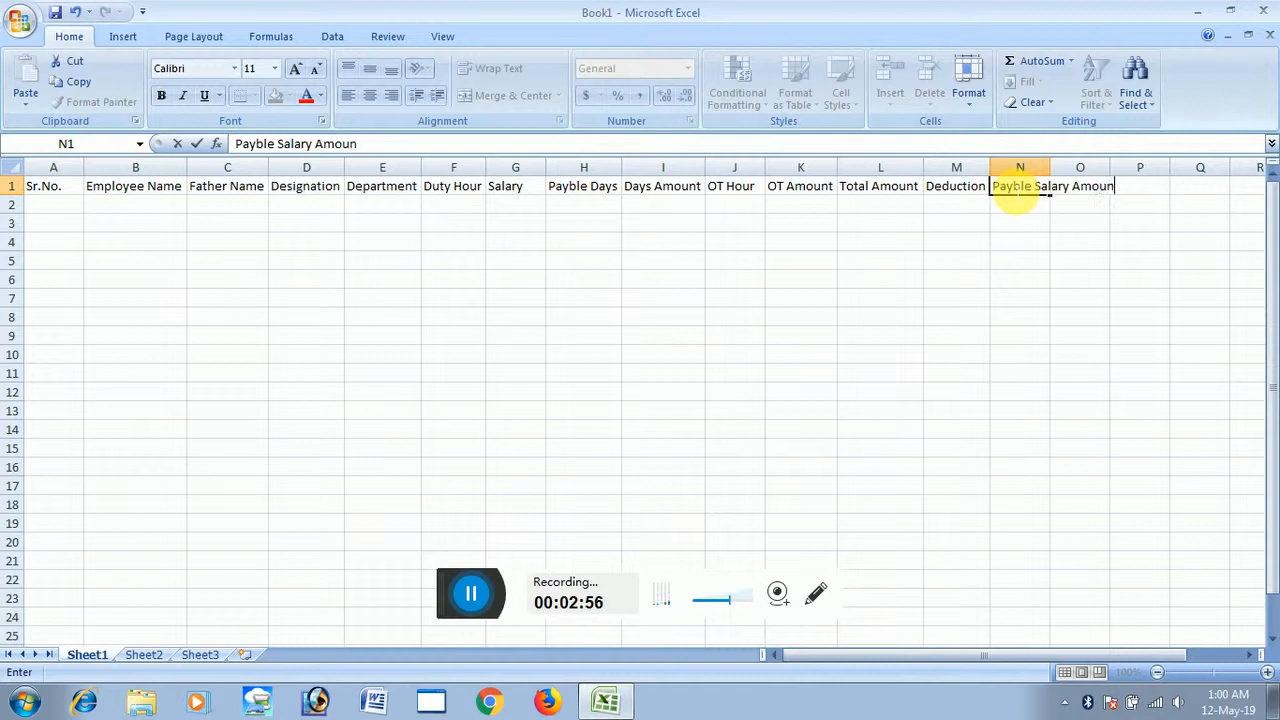 Book1 - Microsoft Excel
Home Insert Page Layout Formulas Data Review View
Paste
Cut
Copy
Format Painter
Clipboard
Calibri 11
B I U
Font
Wrap Text
Merge & Center
Alignment
General
$ % ,
Number
Conditional Formatting
Format as Table
Cell Styles
Styles
Insert Delete Format
Cells
Σ AutoSum
Fill
Clear
Sort & Filter
Find & Select
Editing
N1 Payble Salary Amoun
A B C D E F G H I J K L M N O P Q R
1 Sr.No. Employee Name Father Name Designation Department Duty Hour Salary Payble Days Days Amount OT Hour OT Amount Total Amount Deduction Payble Salary Amoun
2
3
4
5
6
7
8
9
10
11
12
13
14
15
16
17
18
19
20
21
22
23
24
25
Recording...
00:02:56
Sheet1 Sheet2 Sheet3
Enter
100%
1:00 AM
12-May-19